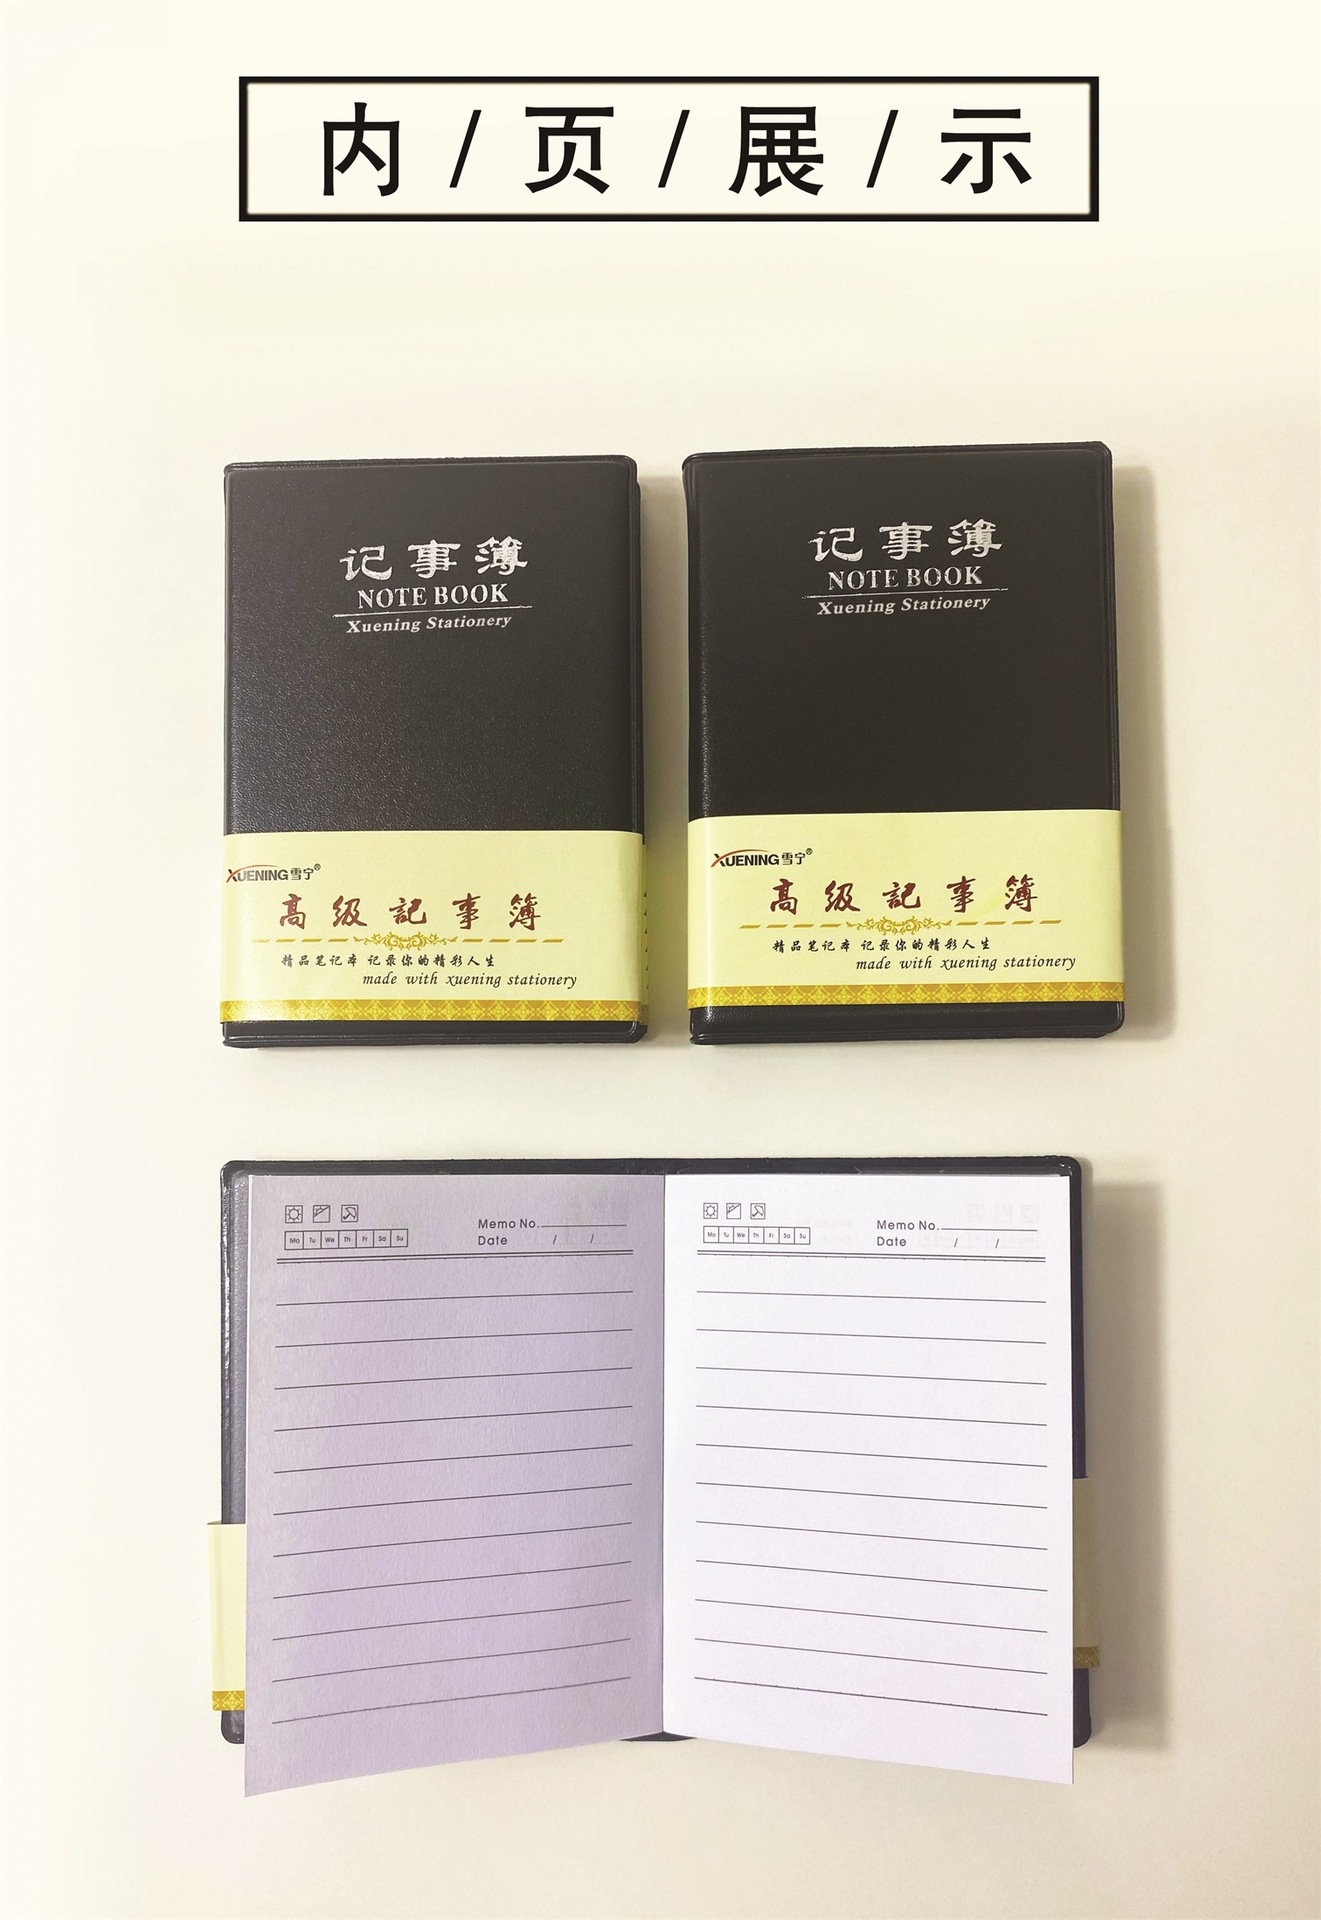 内/页/展/示
记事簿
NOTE BOOK
Xuening Stationery
XUENING雪宁®
高级記事簿
精品笔记本 记录你的精彩人生
made with xuening stationery
记事簿
NOTE BOOK
Xuening Stationery
XUENING雪宁®
高级記事簿
精品笔记本 记录你的精彩人生
made with xuening stationery
Memo No.
Mo Tu We Th Fr Sa Su
Date / /
Memo No.
Mo Tu We Th Fr Sa Su
Date / /